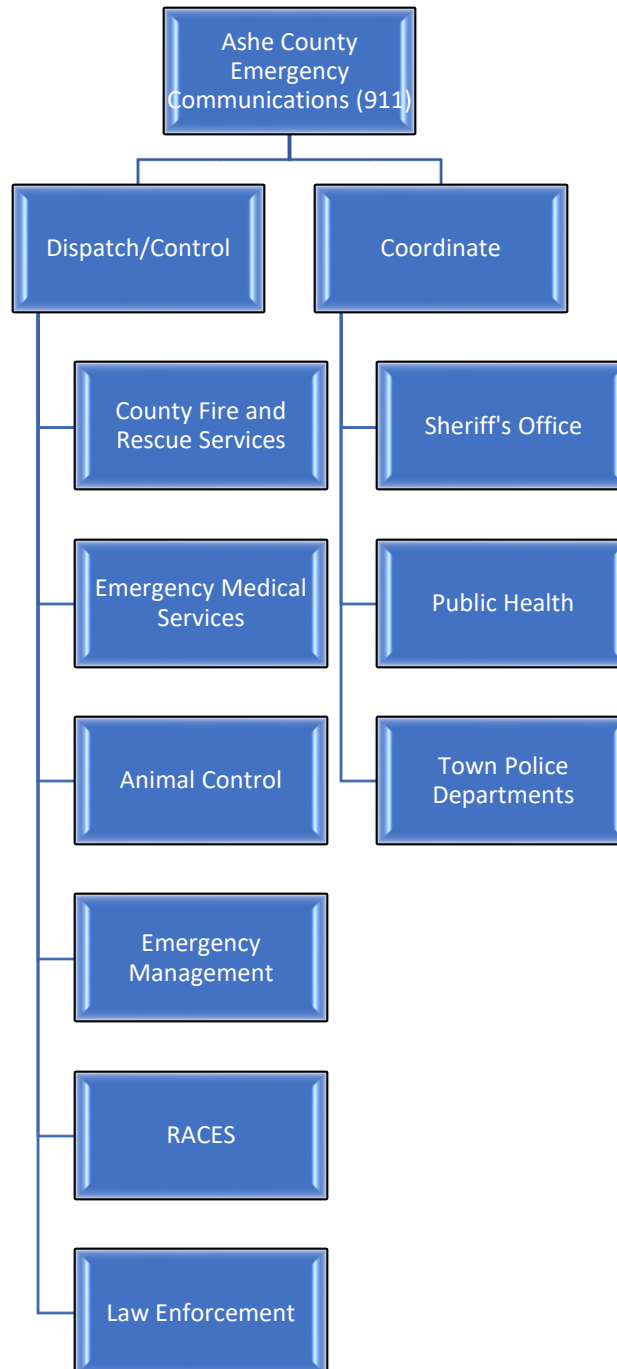 Ashe County
Emergency
Communications (911)
Dispatch/Control
Coordinate
County Fire and
Rescue Services
Sheriff's Office
Emergency Medical
Services
Public Health
Animal Control
Town Police
Departments
Emergency
Management
RACES
Law Enforcement